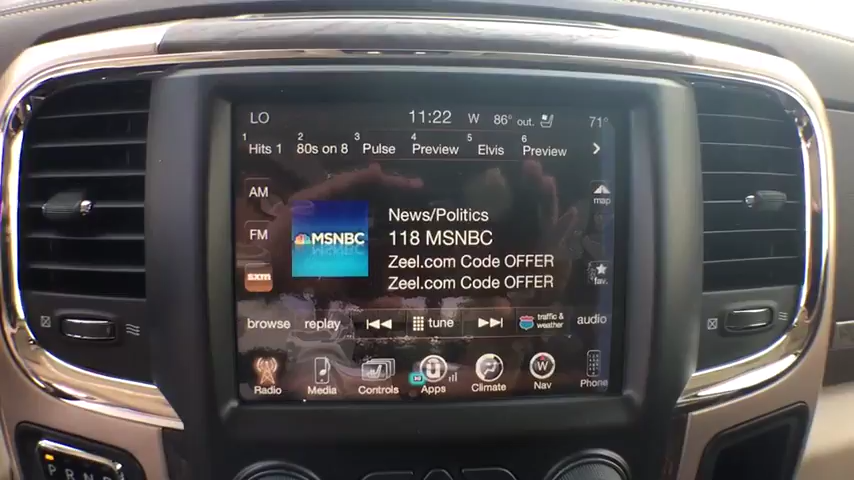 LO 11:22 W 86° out. 71°
1 Hits 1 2 80s on 8 3 Pulse 4 Preview 5 Elvis 6 Preview
AM
map
FM
sxm
fav.
MSNBC
News/Politics
118 MSNBC
Zeel.com Code OFFER
Zeel.com Code OFFER
browse replay tune traffic & weather audio
Radio Media Controls Apps Climate Nav Phone
W
P R N D